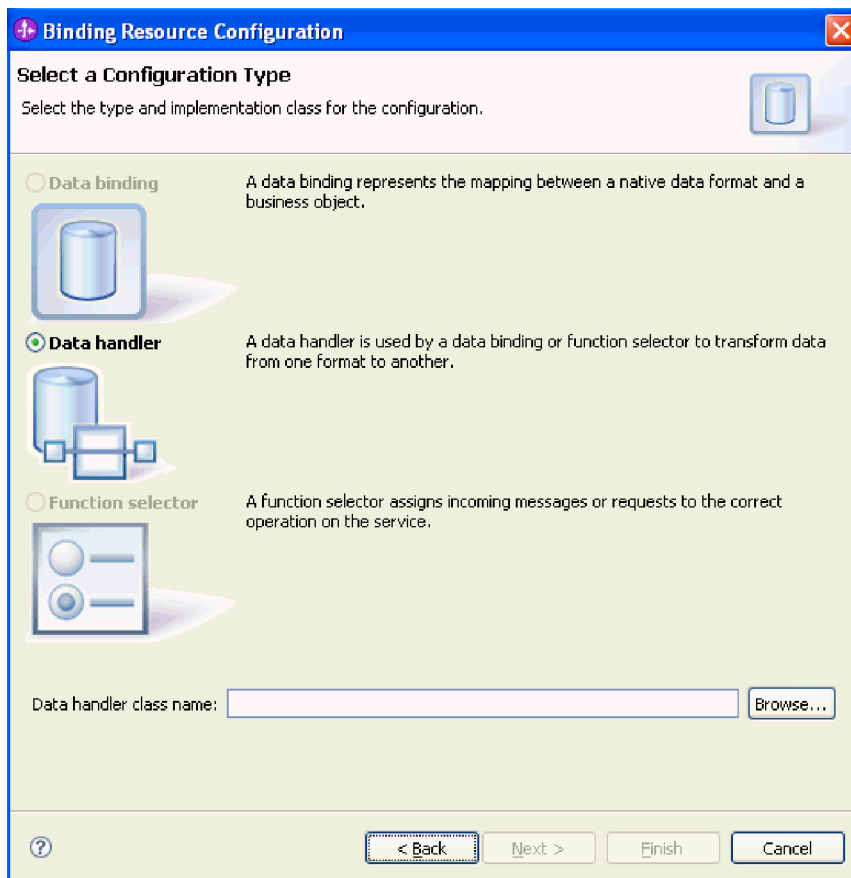 Binding Resource Configuration
Select a Configuration Type
Select the type and implementation class for the configuration.
Data binding
A data binding represents the mapping between a native data format and a
business object.
Data handler
A data handler is used by a data binding or function selector to transform data
from one format to another.
Function selector
A function selector assigns incoming messages or requests to the correct
operation on the service.
Data handler class name:
Browse...
?
< Back
Next >
Finish
Cancel